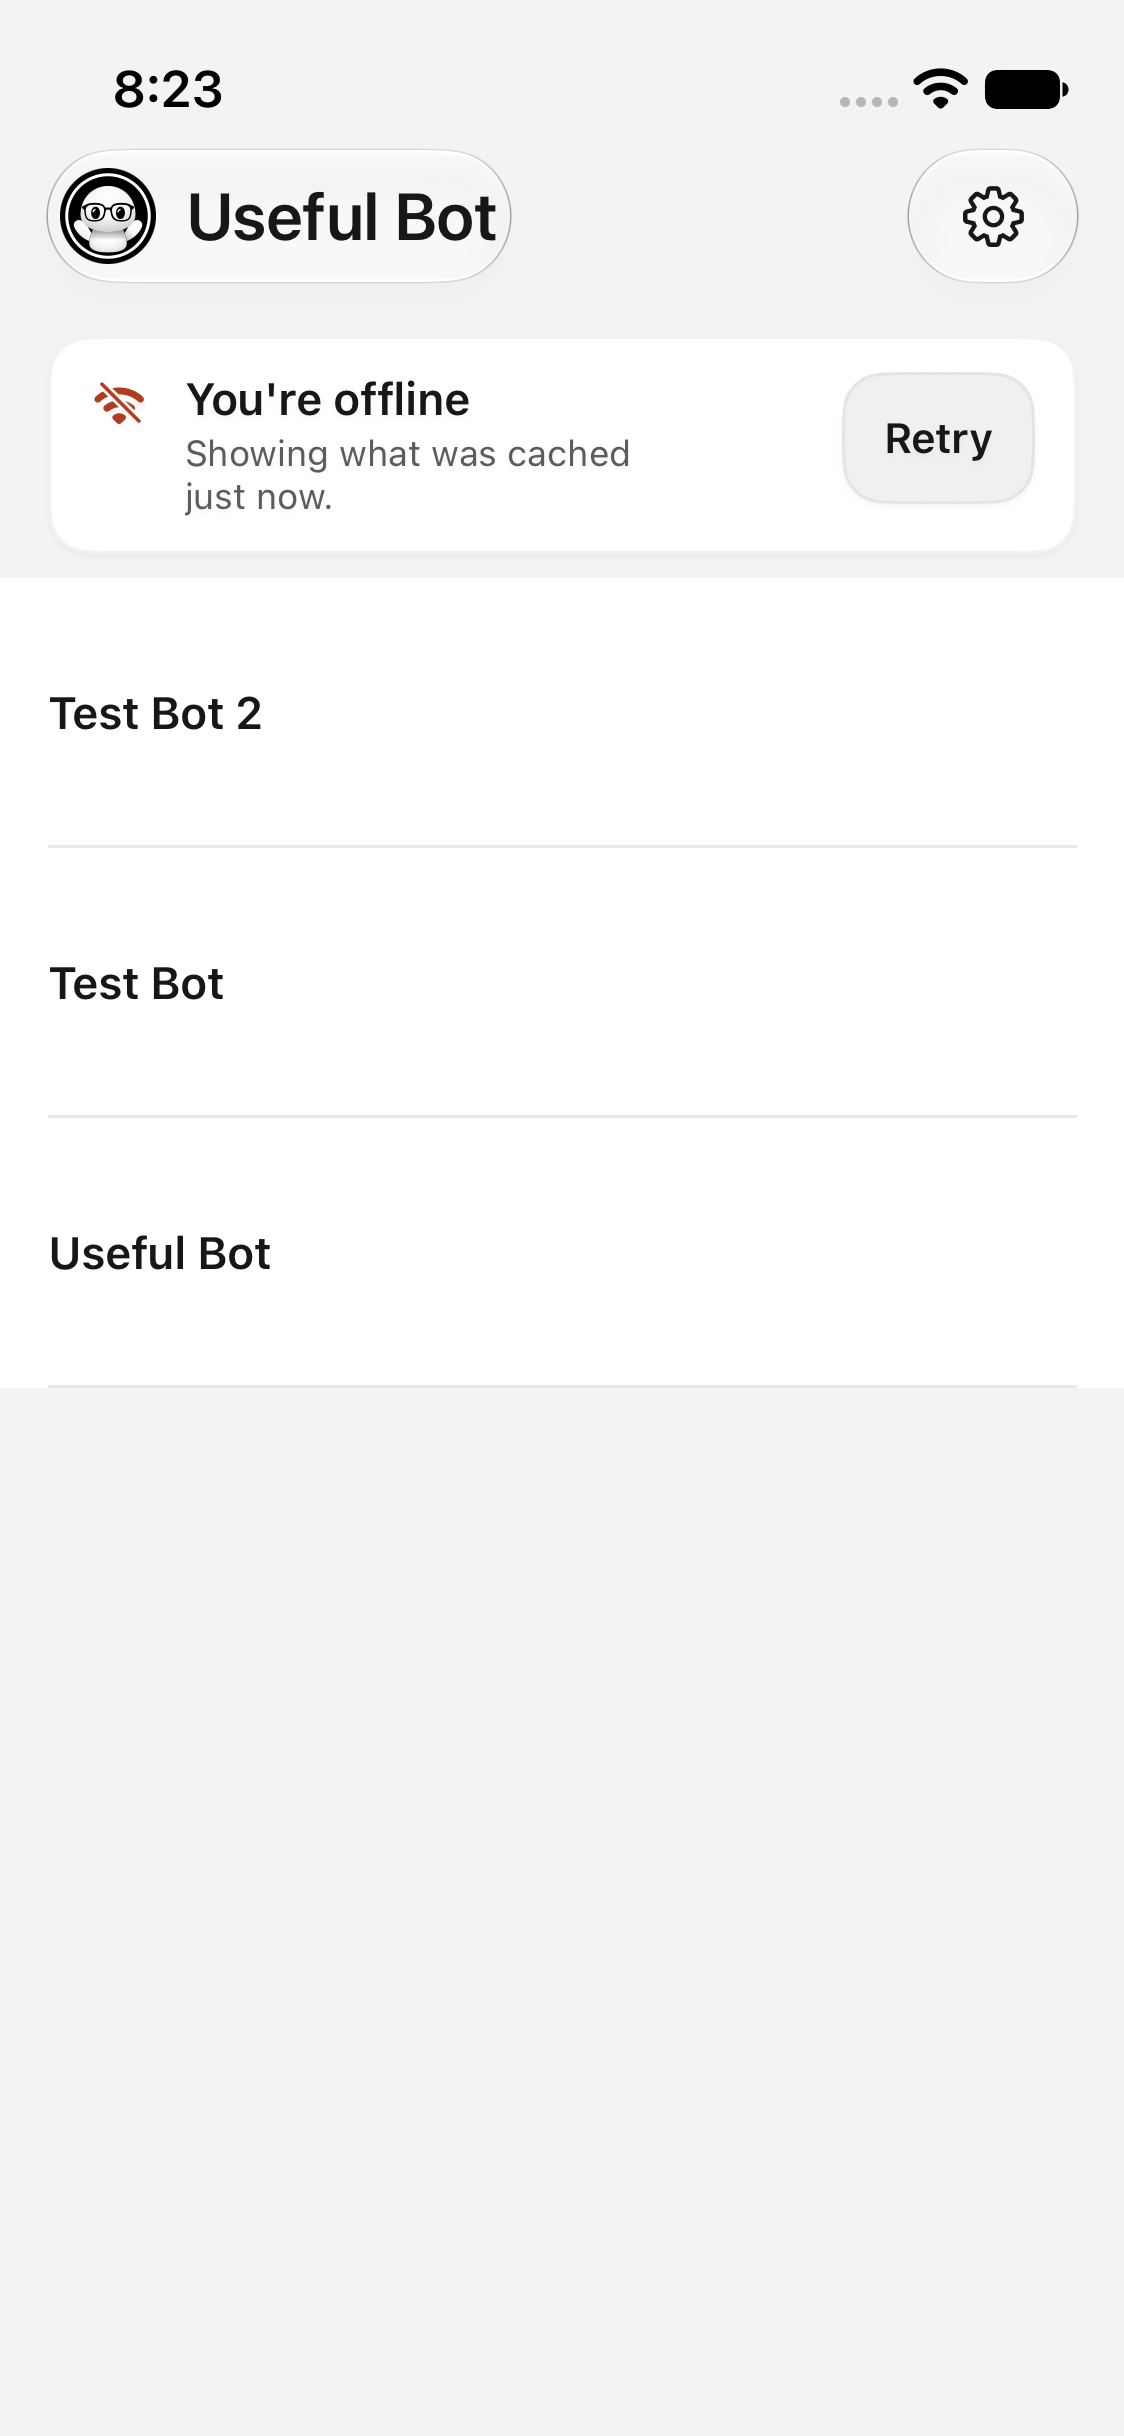 8:23
Useful Bot
You're offline
Showing what was cached
just now.
Retry
Test Bot 2
Test Bot
Useful Bot